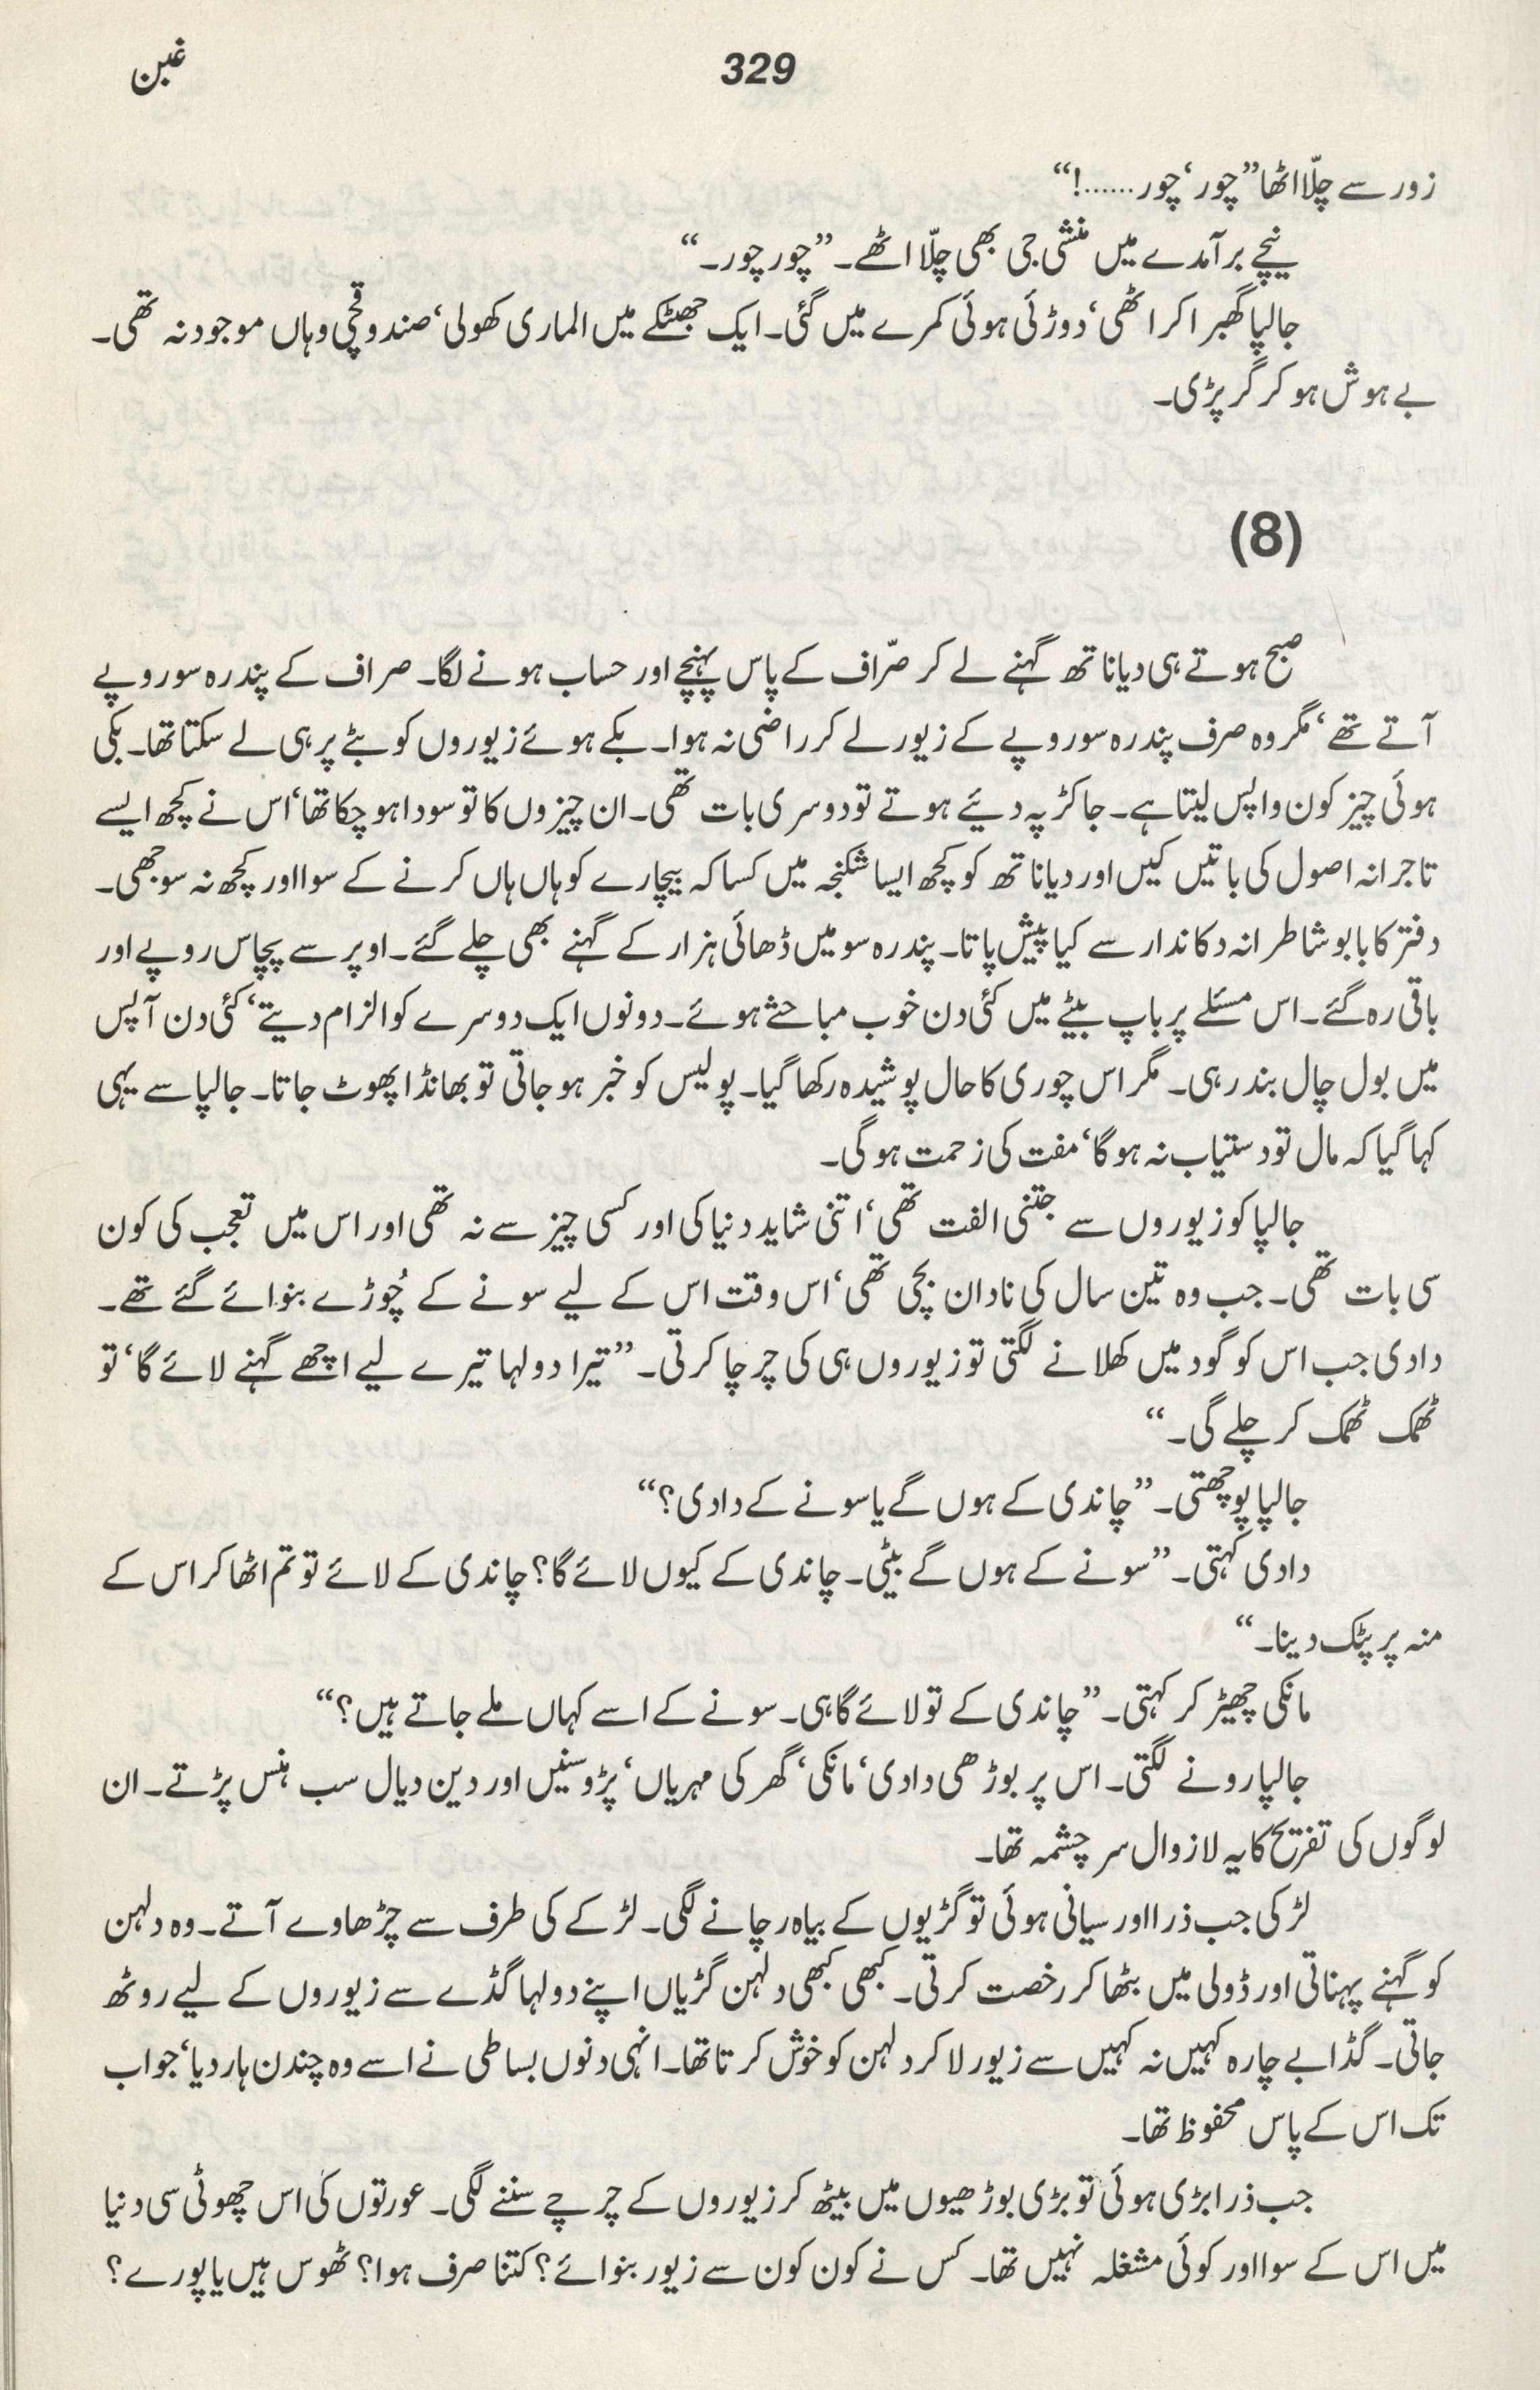 غبن
329
زور سے چلّا اٹھا ”چور‘ چور......!“
نیچے برآمدے میں منشی جی بھی چلّا اٹھے۔ ”چور چور۔“
جالپا گھبرا کر اٹھی‘ دوڑئی ہوئی کمرے میں گئی۔ ایک جھٹکے میں الماری کھولی‘ صندوقچی وہاں موجود نہ تھی۔
بے ہوش ہو کر گر پڑی۔
(8)
صبح ہوتے ہی دیاناتھ گہنے لے کر صرّاف کے پاس پہنچے اور حساب ہونے لگا۔ صراف کے پندرہ سو روپے
آتے تھے‘ مگر وہ صرف پندرہ سو روپے کے زیور لے کر راضی نہ ہوا۔ بکے ہوئے زیوروں کو بٹے پر ہی لے سکتا تھا۔ بکی
ہوئی چیز کون واپس لیتا ہے۔ جاکڑ پہ دیئے ہوتے تو دوسری بات تھی۔ ان چیزوں کا تو سودا ہو چکا تھا‘ اس نے کچھ ایسے
تاجرانہ اصول کی باتیں کیں اور دیاناتھ کو کچھ ایسا شکنجہ میں کسا کہ بیچارے کو ہاں ہاں کرنے کے سوا اور کچھ نہ سوجھی۔
دفتر کا بابو شاطرانہ دکاندار سے کیا پیش پاتا۔ پندرہ سو میں ڈھائی ہزار کے گہنے بھی چلے گئے۔ اوپر سے پچاس روپے اور
باقی رہ گئے۔ اس مسئلے پر باپ بیٹے میں کئی دن خوب مباحثے ہوئے۔ دونوں ایک دوسرے کو الزام دیتے‘ کئی دن آپس
میں بول چال بند رہی۔ مگر اس چوری کا حال پوشیدہ رکھا گیا۔ پولیس کو خبر ہو جاتی تو بھانڈا پھوٹ جاتا۔ جالپا سے یہی
کہا گیا کہ مال تو دستیاب نہ ہو گا‘ مفت کی زحمت ہو گی۔
جالپا کو زیوروں سے جتنی الفت تھی‘ اتنی شاید دنیا کی اور کسی چیز سے نہ تھی اور اس میں تعجب کی کون
سی بات تھی۔ جب وہ تین سال کی نادان بچی تھی‘ اس وقت اس کے لیے سونے کے چُوڑے بنوائے گئے تھے۔
دادی جب اس کو گود میں کھلانے لگتی تو زیوروں ہی کی چرچا کرتی۔ ”تیرا دولہا تیرے لیے اچھے گہنے لائے گا‘ تو
ٹھمک ٹھمک کر چلے گی۔“
جالپا پوچھتی۔ ”چاندی کے ہوں گے یا سونے کے دادی؟“
دادی کہتی۔ ”سونے کے ہوں گے بیٹی۔ چاندی کے کیوں لائے گا؟ چاندی کے لائے تو تم اٹھا کر اس کے
منہ پر پٹک دینا۔“
مانکی چھیڑ کر کہتی۔ ”چاندی کے تو لائے گا ہی۔ سونے کے اسے کہاں ملے جاتے ہیں؟“
جالپا رونے لگتی۔ اس پر بوڑھی دادی‘ مانکی‘ گھر کی مہریاں‘ پڑوسنیں اور دین دیال سب ہنس پڑتے۔ ان
لوگوں کی تفریح کا یہ لازوال سر چشمہ تھا۔
لڑکی جب ذرا اور سیانی ہوئی تو گڑیوں کے بیاہ رچانے لگی۔ لڑکے کی طرف سے چڑھاوے آتے۔ وہ دلہن
کو گہنے پہناتی اور ڈولی میں بٹھا کر رخصت کرتی۔ کبھی کبھی دلہن گڑیاں اپنے دولہا گڈے سے زیوروں کے لیے روٹھ
جاتی۔ گڈا بے چارہ کہیں نہ کہیں سے زیور لا کر دلہن کو خوش کرتا تھا۔ انہی دنوں بساطی نے اسے وہ چندن ہار دیا‘ جو اب
تک اس کے پاس محفوظ تھا۔
جب ذرا بڑی ہوئی تو بڑی بوڑھیوں میں بیٹھ کر زیوروں کے چرچے سننے لگی۔ عورتوں کی اس چھوٹی سی دنیا
میں اس کے سوا اور کوئی مشغلہ نہیں تھا۔ کس نے کون کون سے زیور بنوائے؟ کتنا صرف ہوا؟ ٹھوس ہیں یا پورے؟